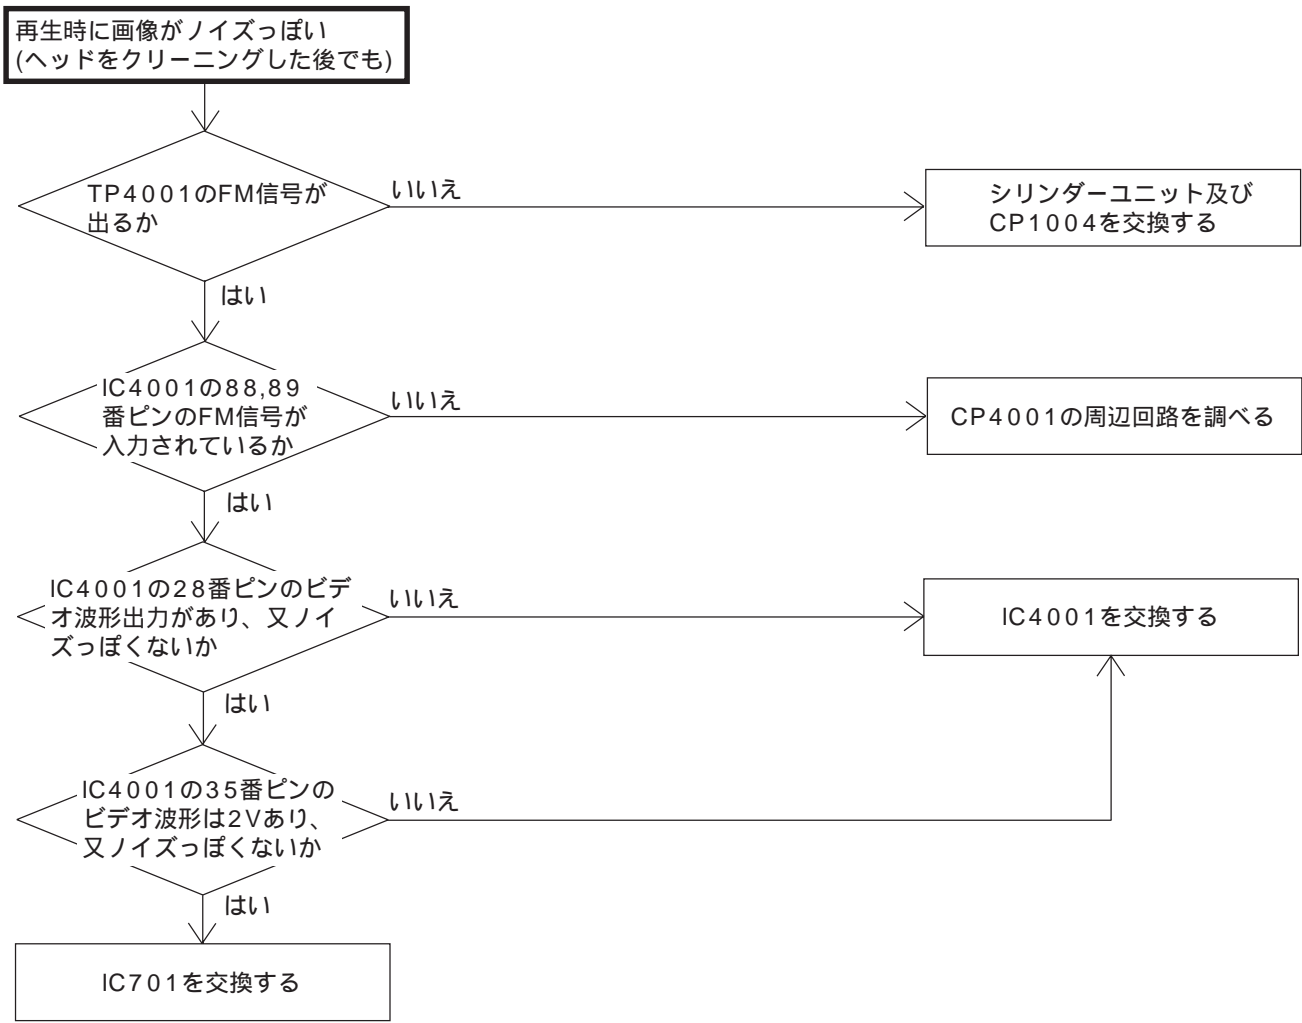 再生時に画像がノイズっぽい
(ヘッドをクリーニングした後でも)
TP4001のFM信号が
出るか
いいえ
シリンダーユニット及び
CP1004を交換する
はい
IC4001の88,89
番ピンのFM信号が
入力されているか
いいえ
CP4001の周辺回路を調べる
はい
IC4001の28番ピンのビデ
オ波形出力があり、又ノイ
ズっぽくないか
いいえ
IC4001を交換する
はい
IC4001の35番ピンの
ビデオ波形は2Vあり、
又ノイズっぽくないか
いいえ
はい
IC701を交換する